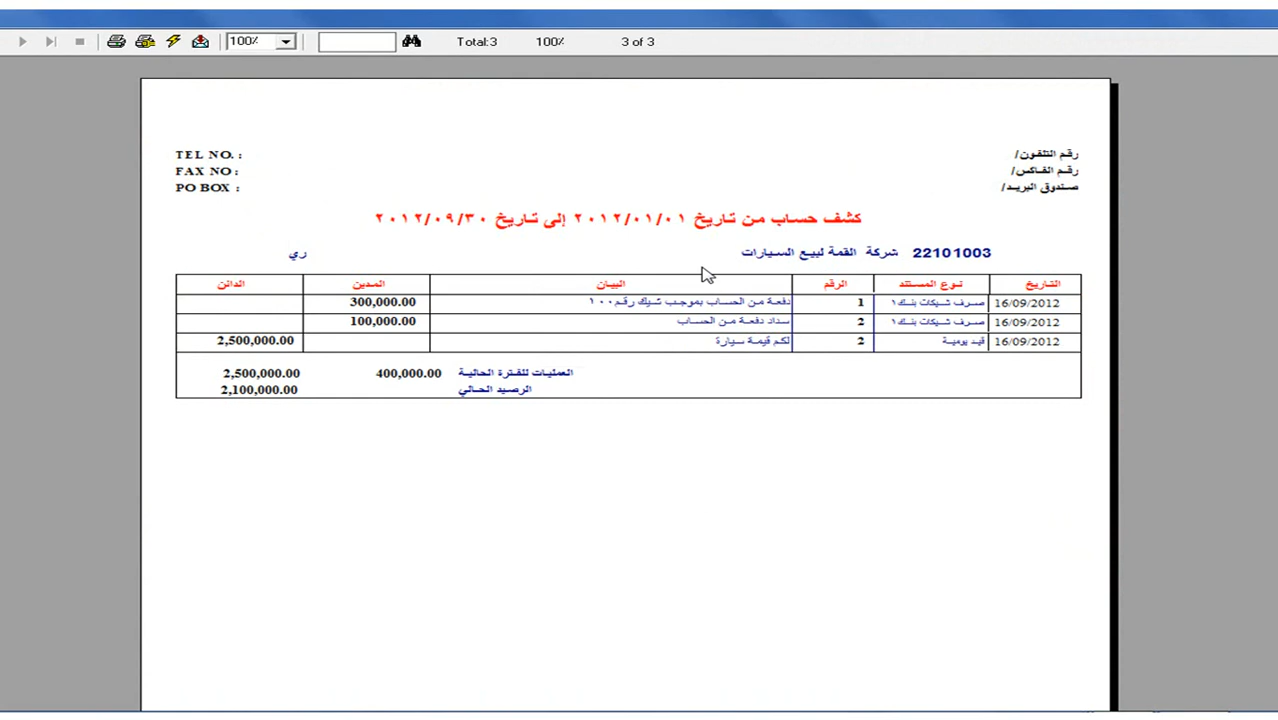 100% Total:3 100% 3 of 3
TEL NO. : رقم التلفون/
FAX NO : رقم الفاكس/
PO BOX : صندوق البريد/
كشف حساب من تاريخ ٢٠١٢/٠١/٠١ إلى تاريخ ٢٠١٢/٠٩/٣٠
22101003 شركة القمة لبيع السيارات ري
التاريخ نوع المستند الرقم البيان المدين الدائن
16/09/2012 صرف شيكات بنك١ 1 دفعة من الحساب بموجب شيك رقم١٠٠ 300,000.00
16/09/2012 صرف شيكات بنك١ 2 سداد دفعة من الحساب 100,000.00
16/09/2012 قيد يومية 2 لكم قيمة سيارة 2,500,000.00
العمليات للفترة الحالية 400,000.00 2,500,000.00
الرصيد الحالي 2,100,000.00